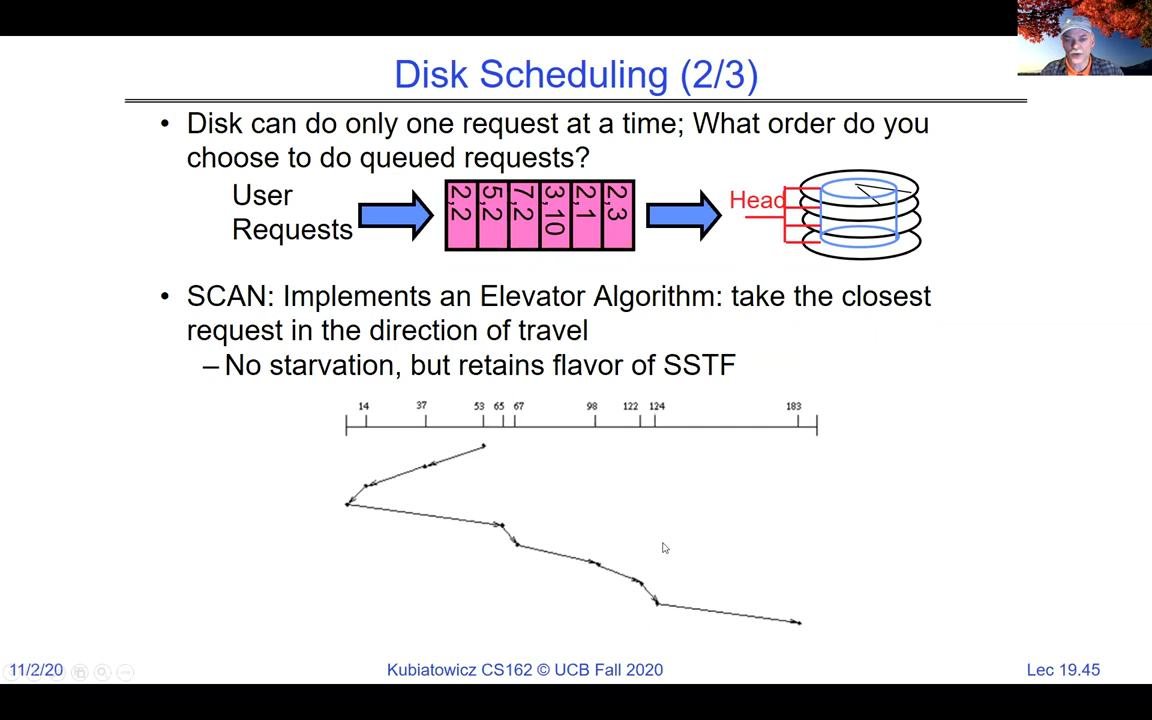 Disk Scheduling (2/3)
• Disk can do only one request at a time; What order do you
choose to do queued requests?
User
Requests
2,2
5,2
7,2
3,10
2,1
2,3
Head
• SCAN: Implements an Elevator Algorithm: take the closest
request in the direction of travel
– No starvation, but retains flavor of SSTF
14 37 53 65 67 98 122 124 183
11/2/20
Kubiatowicz CS162 © UCB Fall 2020
Lec 19.45